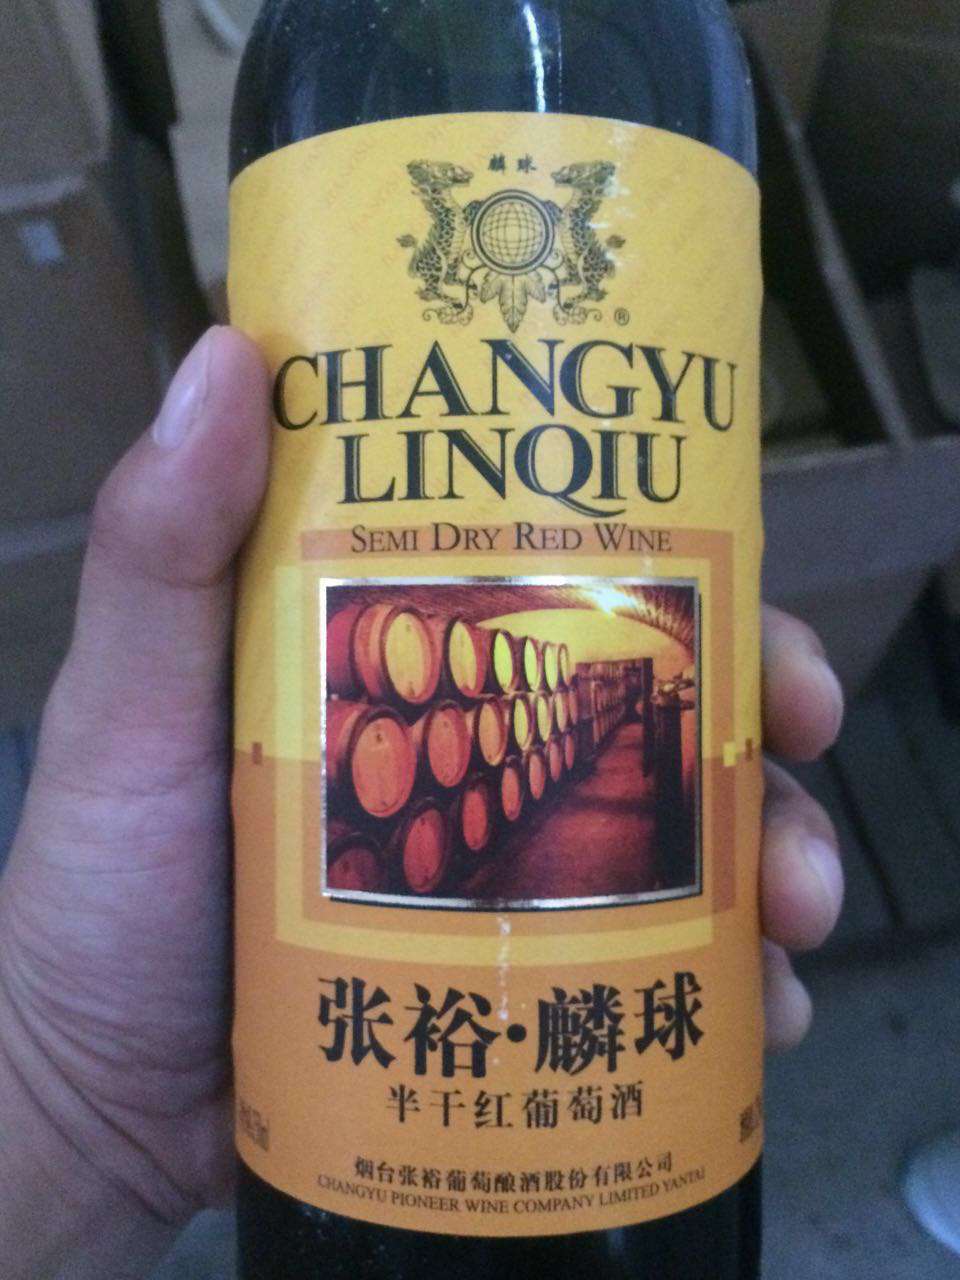 麟球
®
CHANGYU
LINQIU
SEMI DRY RED WINE
张裕·麟球
半干红葡萄酒
烟台张裕葡萄酿酒股份有限公司
CHANGYU PIONEER WINE COMPANY LIMITED YANTAI